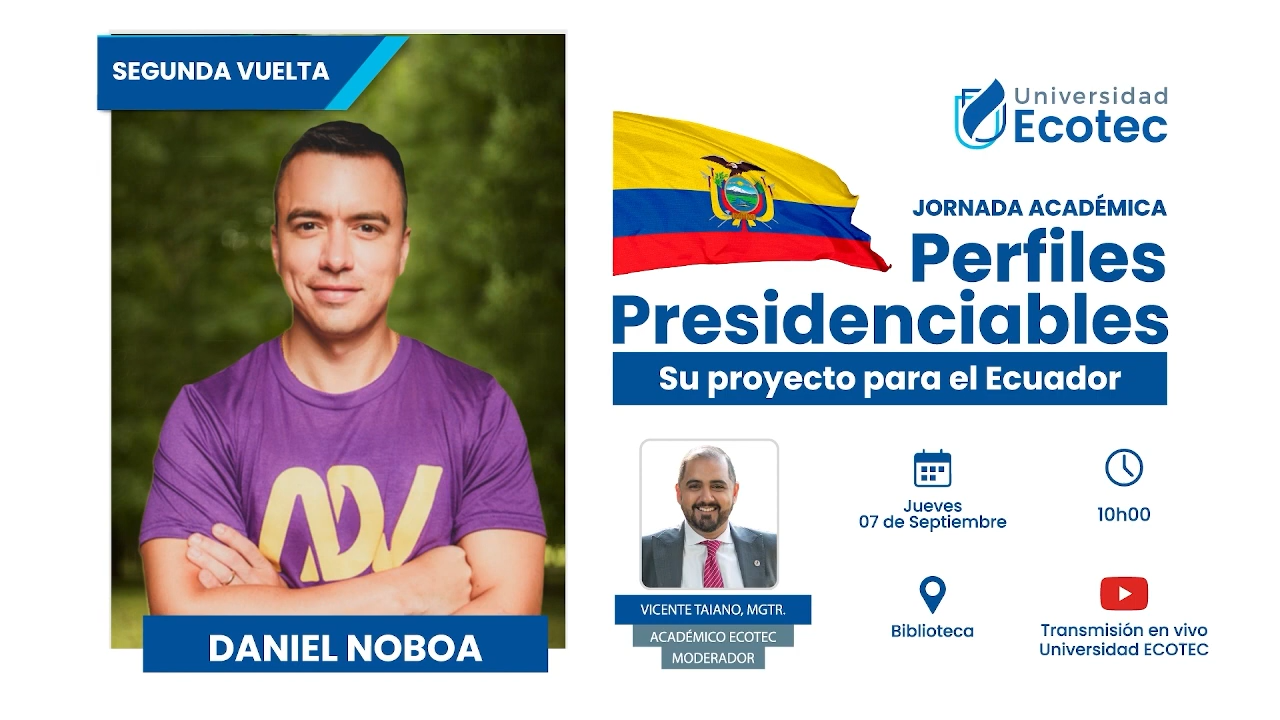 SEGUNDA VUELTA
DANIEL NOBOA
Universidad
Ecotec
JORNADA ACADÉMICA
Perfiles
Presidenciables
Su proyecto para el Ecuador
VICENTE TAIANO, MGTR.
ACADÉMICO ECOTEC
MODERADOR
Jueves
07 de Septiembre
10h00
Biblioteca
Transmisión en vivo
Universidad ECOTEC
ADN